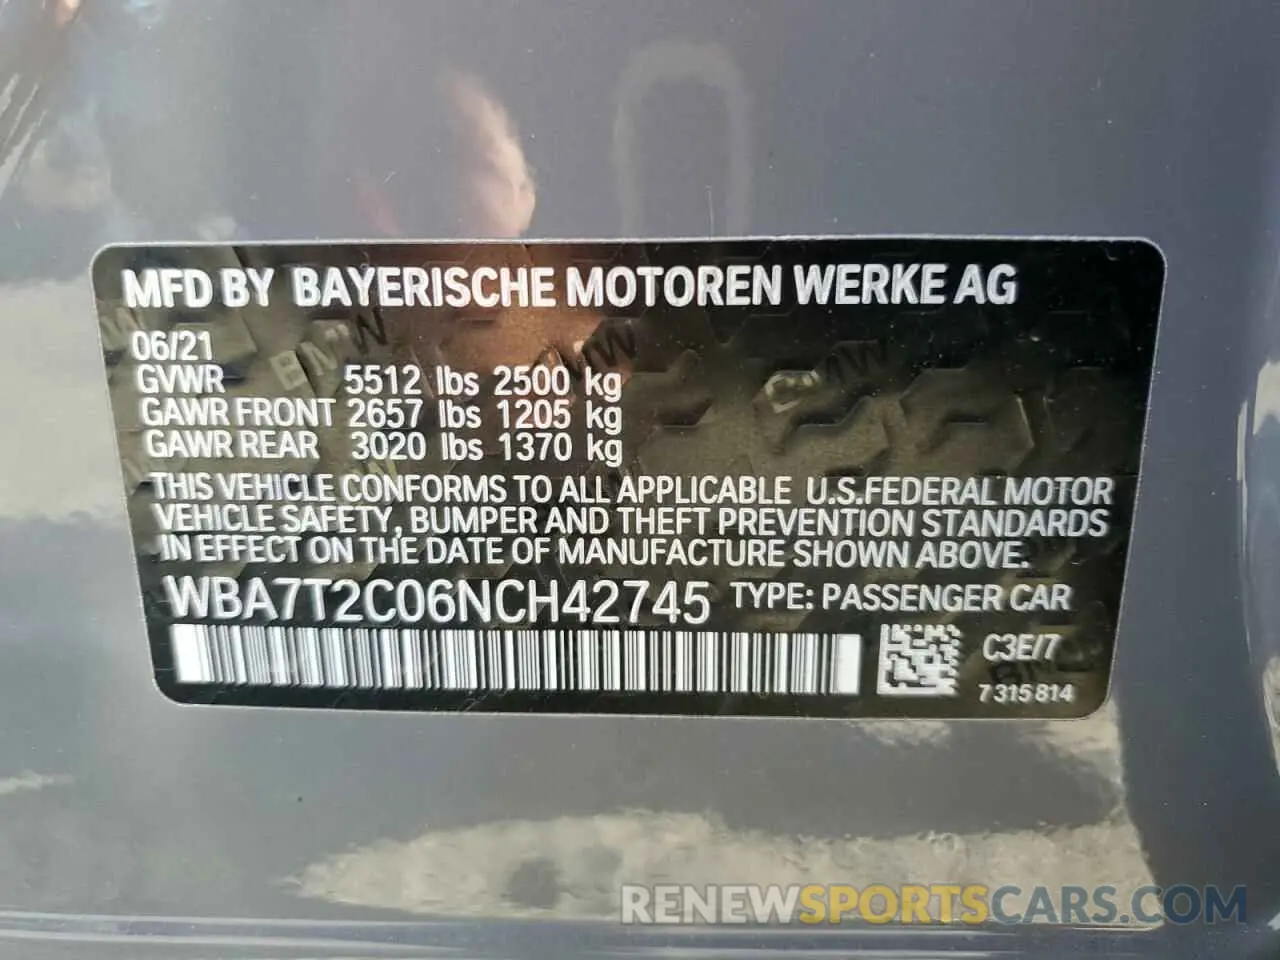 MFD BY BAYERISCHE MOTOREN WERKE AG
06/21
GVWR 5512 lbs 2500 kg
GAWR FRONT 2657 lbs 1205 kg
GAWR REAR 3020 lbs 1370 kg
THIS VEHICLE CONFORMS TO ALL APPLICABLE U.S.FEDERAL MOTOR
VEHICLE SAFETY, BUMPER AND THEFT PREVENTION STANDARDS
IN EFFECT ON THE DATE OF MANUFACTURE SHOWN ABOVE.
WBA7T2C06NCH42745 TYPE: PASSENGER CAR
C3E/7
7 315 814
RENEWSPORTSCARS.COM